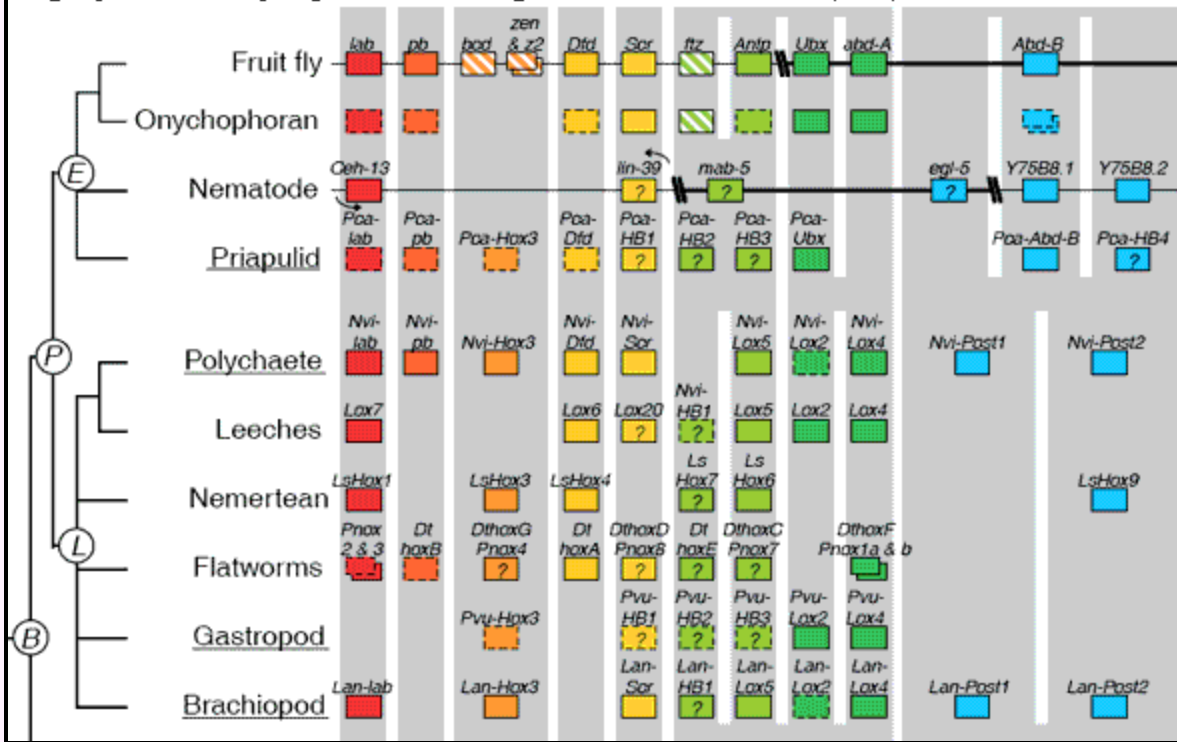 zen
lab pb bcd & z2 Dfd Scr ftz Antp Ubx abd-A Abd-B
Fruit fly
Onychophoran
Ceh-13 lin-39 mab-5 egl-5 Y75B8.1 Y75B8.2
Nematode ? ? ?
E
Pca- Pca- Pca- Pca- Pca- Pca- Pca-
lab pb Pca-Hox3 Dfd HB1 HB2 HB3 Ubx Pca-Abd-B Pca-HB4
Priapulid ? ? ? ?
Nvi- Nvi- Nvi- Nvi- Nvi- Nvi- Nvi-
lab pb Nvi-Hox3 Dfd Scr Lox5 Lox2 Lox4 Nvi-Post1 Nvi-Post2
P
Polychaete
Nvi-
Lox7 Lox6 Lox20 HB1 Lox5 Lox2 Lox4
Leeches ? ?
Ls Ls
LsHox1 LsHox3 LsHox4 Hox7 Hox6 LsHox9
Nemertean ?
Pnox Dt DthoxG Dt DthoxD Dt DthoxC DthoxF
2 & 3 hoxB Pnox4 hoxA Pnox8 hoxE Pnox7 Pnox1a & b
L
Flatworms ? ? ? ?
Pvu- Pvu- Pvu- Pvu- Pvu-
Pvu-Hox3 HB1 HB2 HB3 Lox2 Lox4
B
Gastropod ? ? ?
Lan- Lan- Lan- Lan- Lan-
Lan-lab Lan-Hox3 Scr HB1 Lox5 Lox2 Lox4 Lan-Post1 Lan-Post2
Brachiopod ?